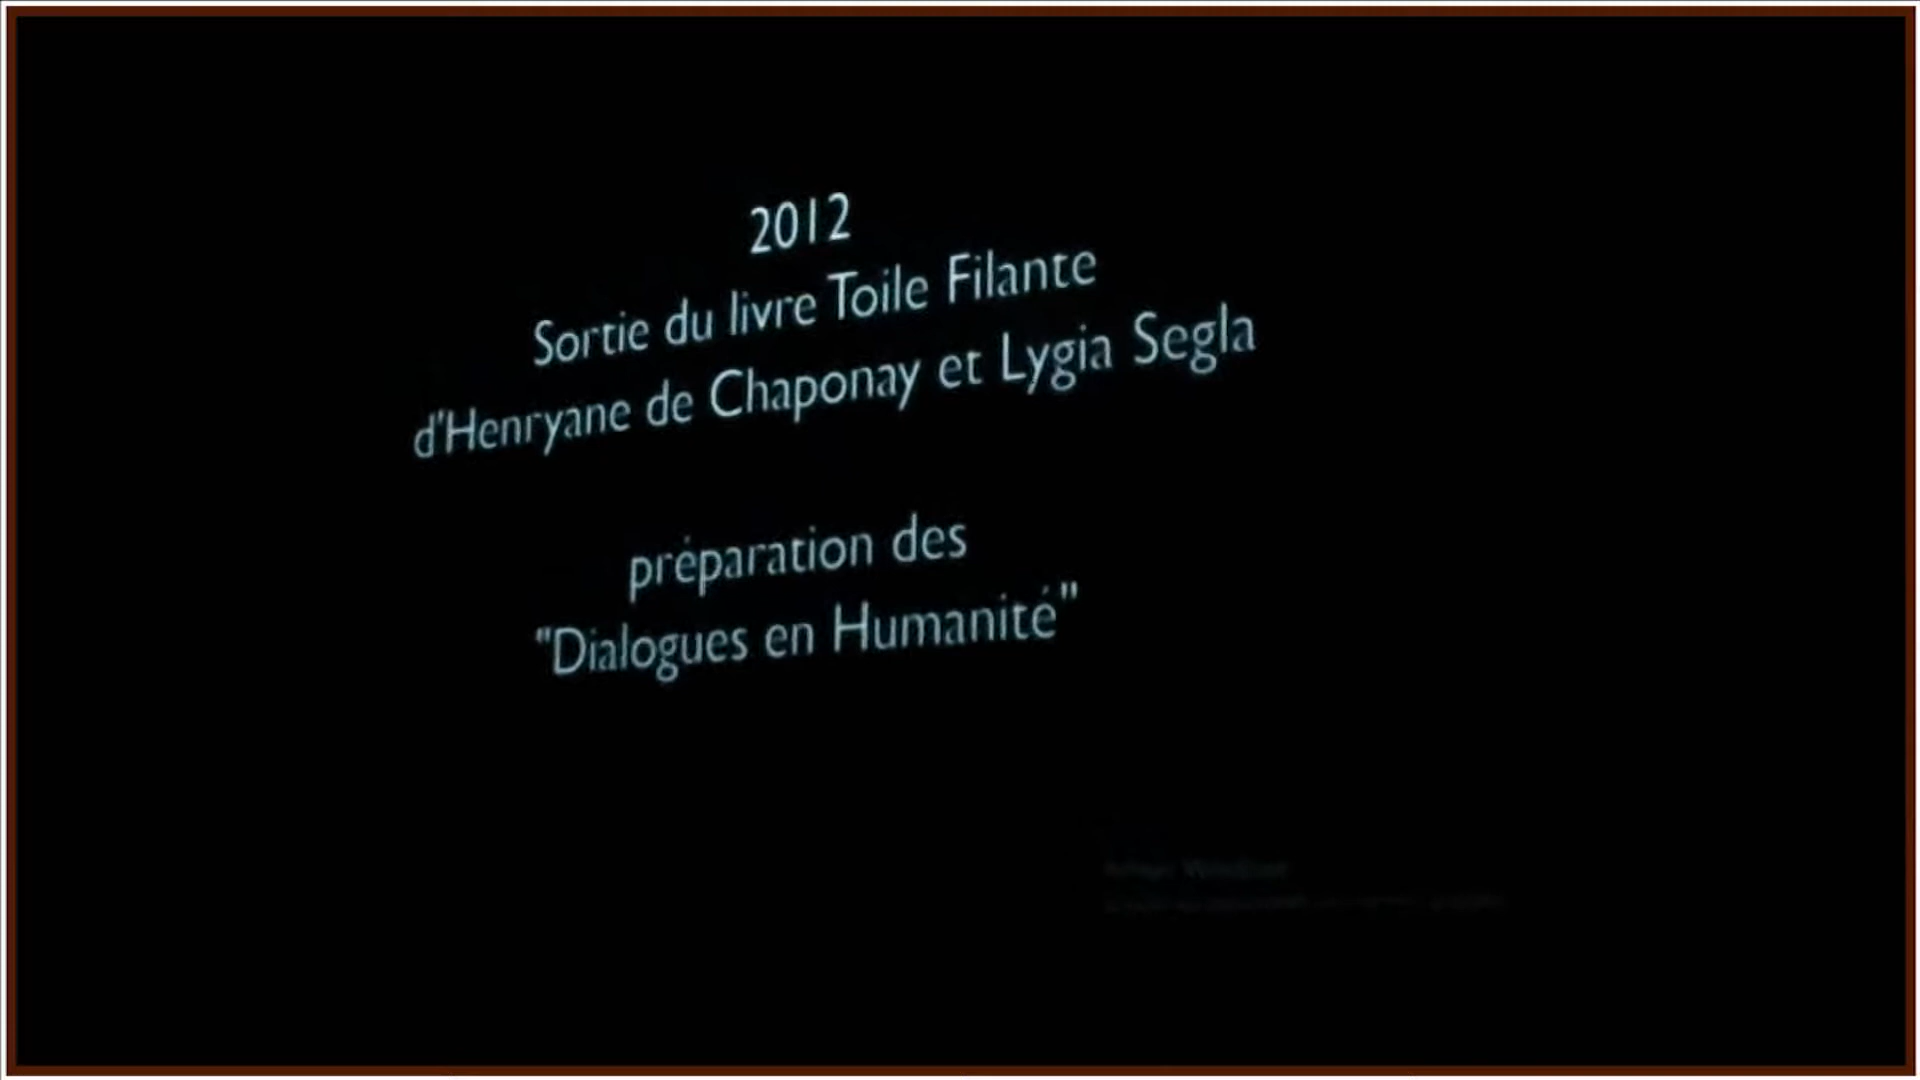 2012
Sortie du livre Toile Filante
d'Henryane de Chaponay et Lygia Segla
préparation des
"Dialogues en Humanité"